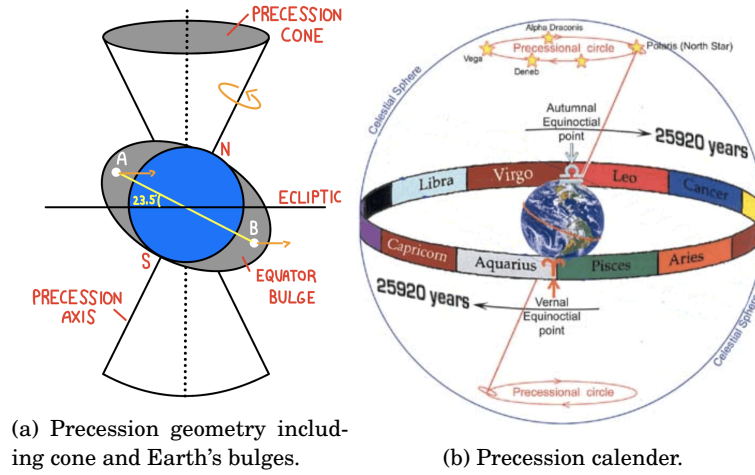 PRECESSION
CONE
A
N
23.5°
ECLIPTIC
B
S
EQUATOR
BULGE
PRECESSION
AXIS
(a) Precession geometry includ-
ing cone and Earth's bulges.
Celestial Sphere
Alpha Draconis
Precessional circle
Polaris (North Star)
Vega
Deneb
Autumnal
Equinoctial
point
25920 years
Libra
Virgo
Leo
Cancer
Capricorn
Aquarius
Pisces
Aries
25920 years
Vernal
Equinoctial
point
Precessional circle
Celestial Sphere
(b) Precession calender.